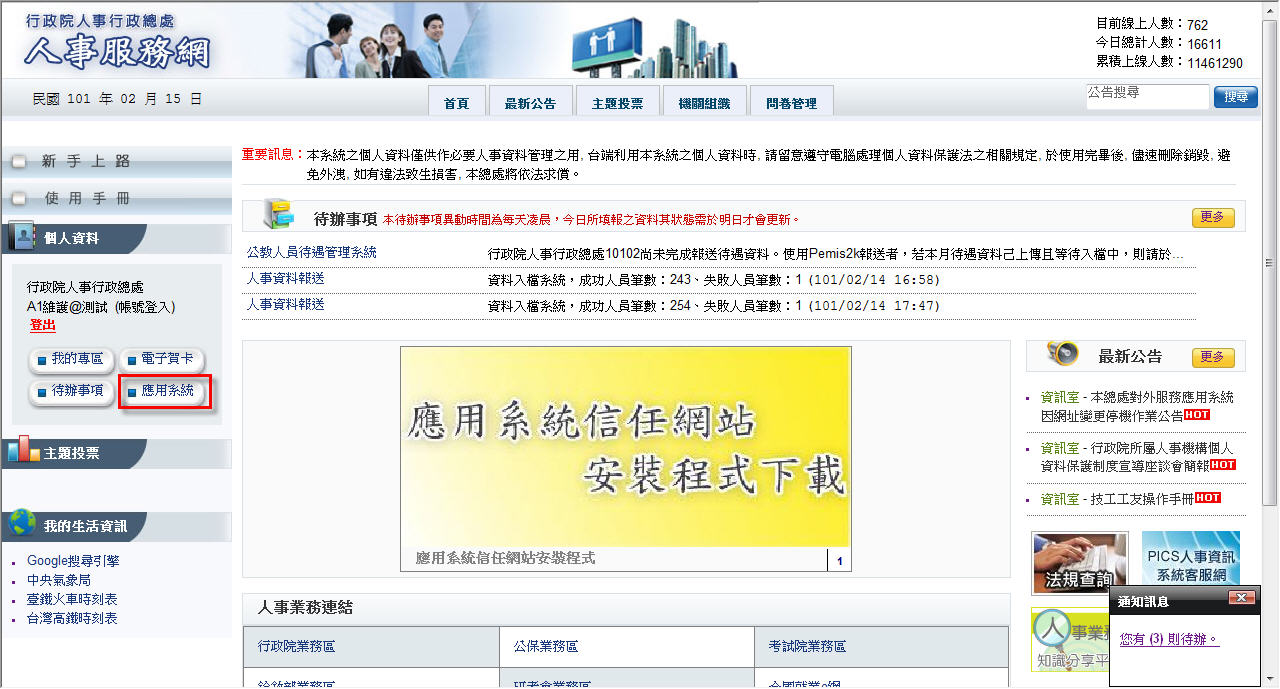 行政院人事行政總處
人事服務網
目前線上人數：762
今日總計人數：16611
累積上線人數：11461290
民國 101 年 02 月 15 日
首頁
最新公告
主題投票
機關組織
問卷管理
公告搜尋
搜尋
新手上路
使用手冊
個人資料
行政院人事行政總處
A1維護@測試 (帳號登入)
登出
我的專區
電子賀卡
待辦事項
應用系統
主題投票
我的生活資訊
Google搜尋引擎
中央氣象局
臺鐵火車時刻表
台灣高鐵時刻表
重要訊息：本系統之個人資料僅供作必要人事資料管理之用, 台端利用本系統之個人資料時, 請留意遵守電腦處理個人資料保護法之相關規定, 於使用完畢後, 儘速刪除銷毀, 避
免外洩, 如有違法致生損害, 本總處將依法求償。
待辦事項 本待辦事項異動時間為每天凌晨，今日所填報之資料其狀態需於明日才會更新。
更多
公教人員待遇管理系統 行政院人事行政總處10102尚未完成報送待遇資料。使用Pemis2k報送者，若本月待遇資料已上傳且等待入檔中，則請於...
人事資料報送 資料入檔系統，成功人員筆數：243、失敗人員筆數：1 (101/02/14 16:58)
人事資料報送 資料入檔系統，成功人員筆數：254、失敗人員筆數：1 (101/02/14 17:47)
應用系統信任網站
安裝程式下載
應用系統信任網站安裝程式
1
最新公告
更多
資訊室 - 本總處對外服務應用系統
因網址變更停機作業公告HOT
資訊室 - 行政院所屬人事機構個人
資料保護制度宣導座談會簡報HOT
資訊室 - 技工工友操作手冊HOT
法規查詢
PICS人事資訊
系統客服網
人事業務
知識分享平
通知訊息
您有 (3) 則待辦。
人事業務連結
行政院業務區
公保業務區
考試院業務區
銓敘部業務區
研考會業務區
全國就業e網